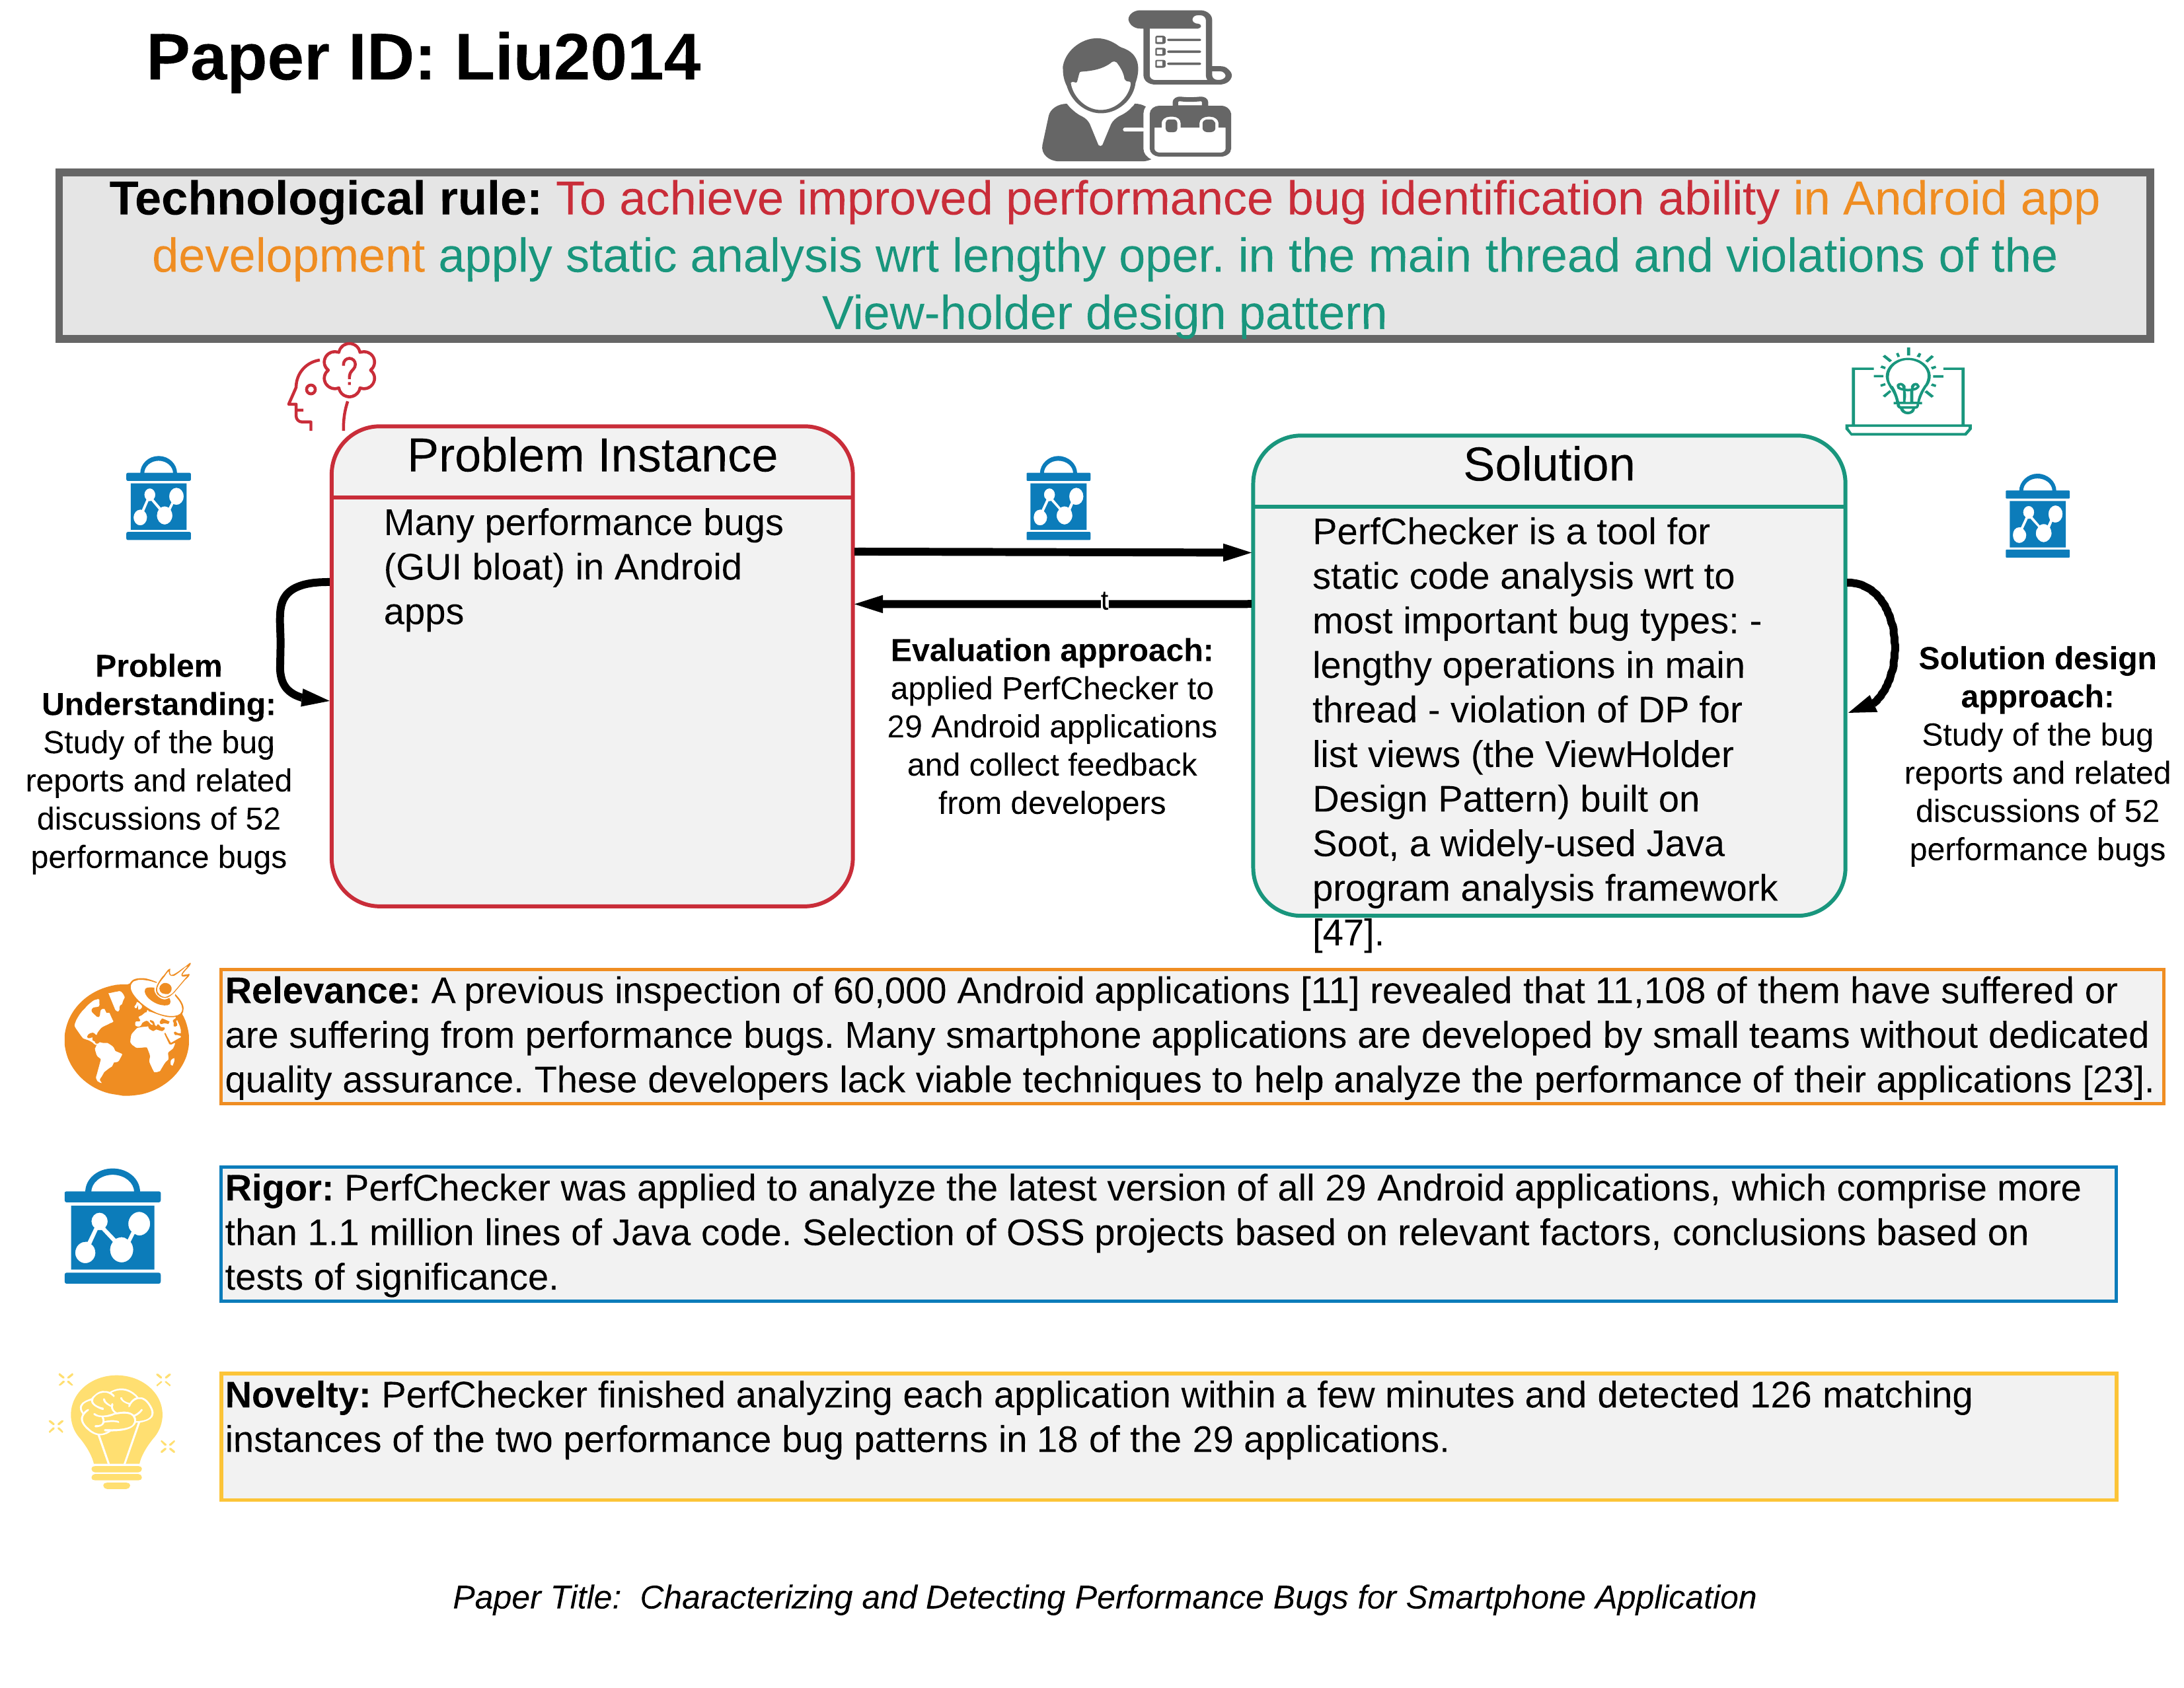 Paper ID: Liu2014
Technological rule: To achieve improved performance bug identification ability in Android app
development apply static analysis wrt lengthy oper. in the main thread and violations of the
View-holder design pattern
?
Problem Instance
Many performance bugs
(GUI bloat) in Android
apps
Problem
Understanding:
Study of the bug
reports and related
discussions of 52
performance bugs
t
Evaluation approach:
applied PerfChecker to
29 Android applications
and collect feedback
from developers
Solution
PerfChecker is a tool for
static code analysis wrt to
most important bug types: -
lengthy operations in main
thread - violation of DP for
list views (the ViewHolder
Design Pattern) built on
Soot, a widely-used Java
program analysis framework
[47].
Solution design
approach:
Study of the bug
reports and related
discussions of 52
performance bugs
Relevance: A previous inspection of 60,000 Android applications [11] revealed that 11,108 of them have suffered or
are suffering from performance bugs. Many smartphone applications are developed by small teams without dedicated
quality assurance. These developers lack viable techniques to help analyze the performance of their applications [23].
Rigor: PerfChecker was applied to analyze the latest version of all 29 Android applications, which comprise more
than 1.1 million lines of Java code. Selection of OSS projects based on relevant factors, conclusions based on
tests of significance.
Novelty: PerfChecker finished analyzing each application within a few minutes and detected 126 matching
instances of the two performance bug patterns in 18 of the 29 applications.
Paper Title:  Characterizing and Detecting Performance Bugs for Smartphone Application